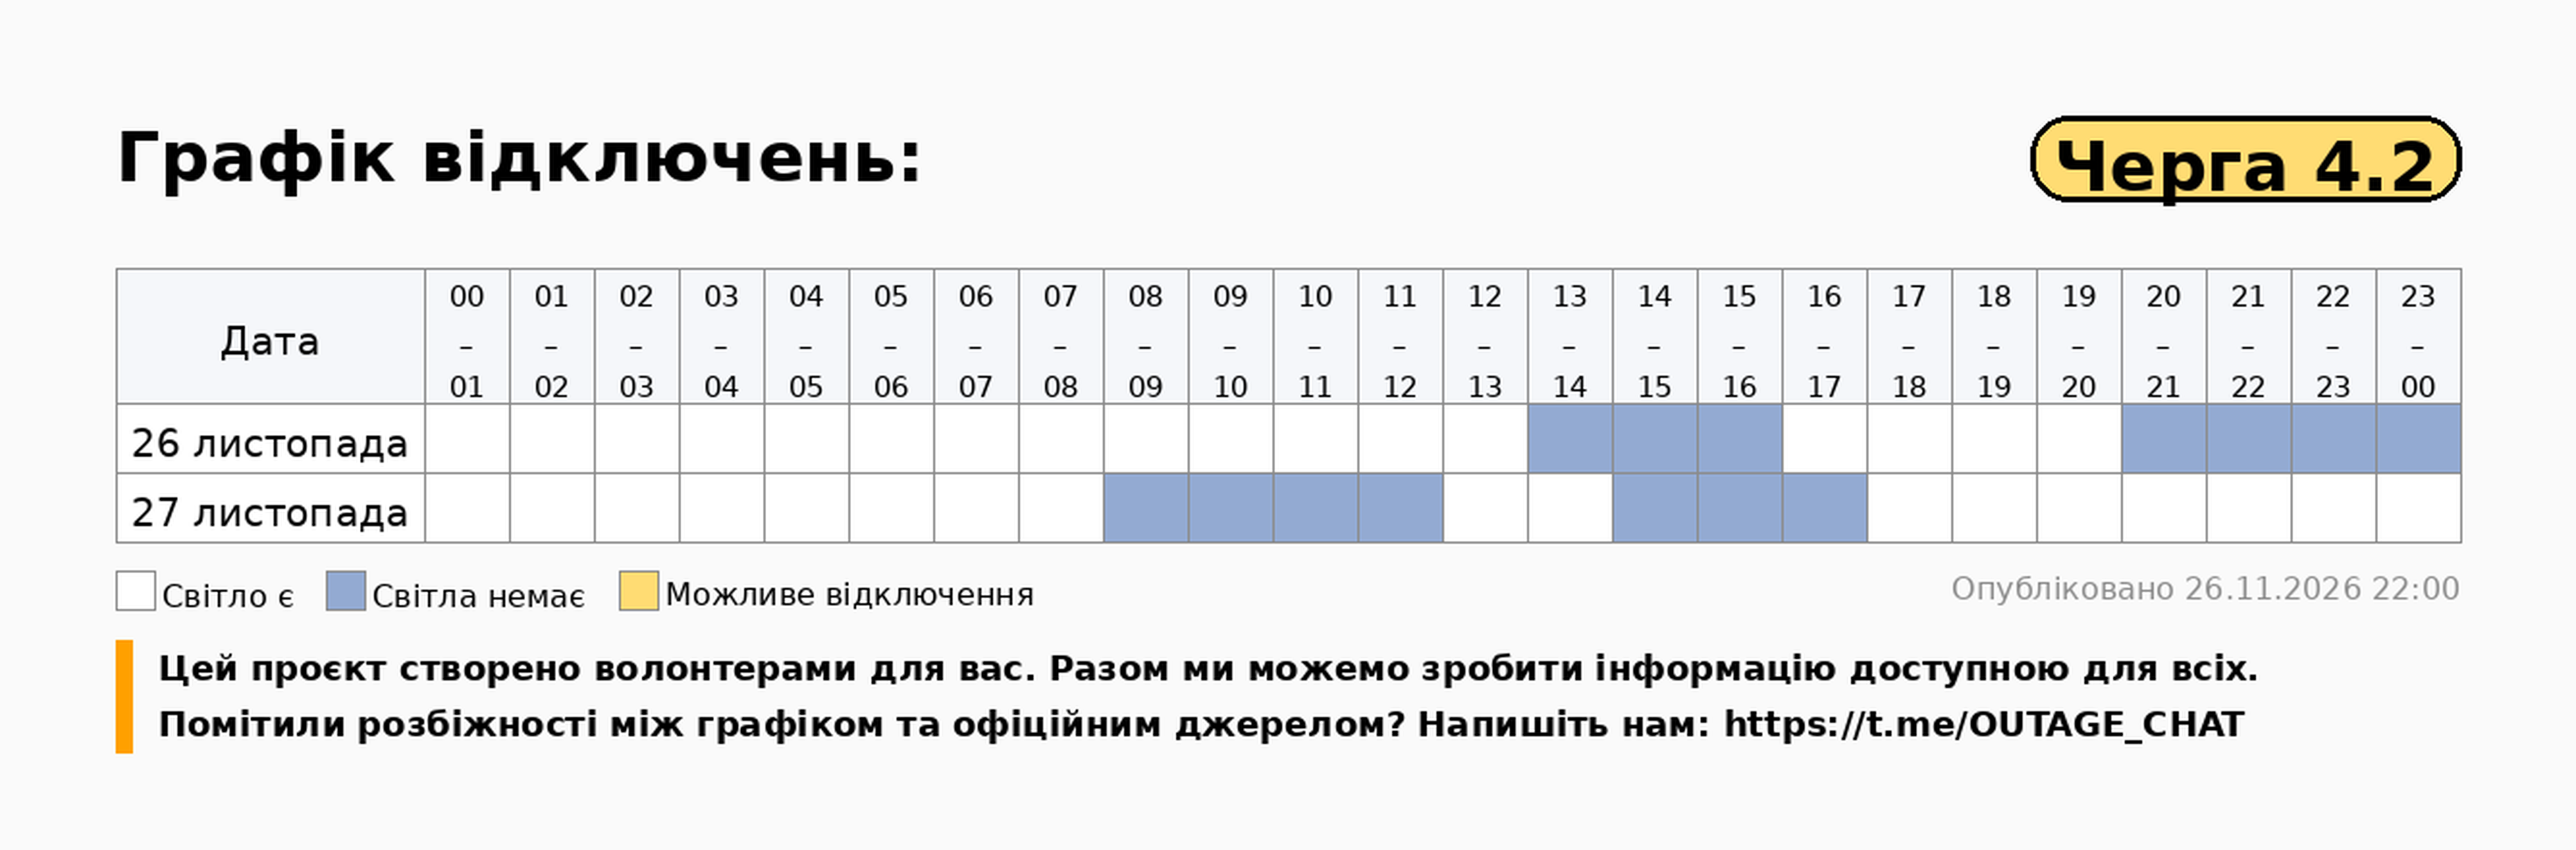 Графік відключень:
Черга 4.2
Дата 00 – 01 01 – 02 02 – 03 03 – 04 04 – 05 05 – 06 06 – 07 07 – 08 08 – 09 09 – 10 10 – 11 11 – 12 12 – 13 13 – 14 14 – 15 15 – 16 16 – 17 17 – 18 18 – 19 19 – 20 20 – 21 21 – 22 22 – 23 23 – 00
26 листопада
27 листопада
Світло є Світла немає Можливе відключення
Опубліковано 26.11.2026 22:00
Цей проєкт створено волонтерами для вас. Разом ми можемо зробити інформацію доступною для всіх.
Помітили розбіжності між графіком та офіційним джерелом? Напишіть нам: https://t.me/OUTAGE_CHAT